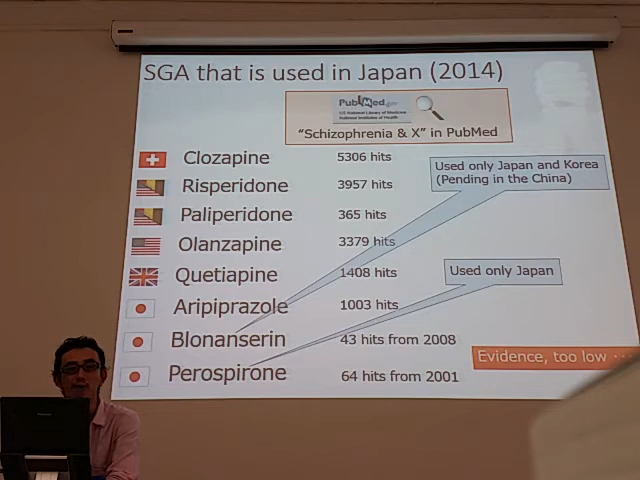 SGA that is used in Japan (2014)
PubMed.gov
US National Library of Medicine
National Institutes of Health
"Schizophrenia & X" in PubMed
Clozapine 5306 hits
Used only Japan and Korea
(Pending in the China)
Risperidone 3957 hits
Paliperidone 365 hits
Olanzapine 3379 hits
Quetiapine 1408 hits
Used only Japan
Aripiprazole 1003 hits
Blonanserin 43 hits from 2008
Evidence, too low ··
Perospirone 64 hits from 2001